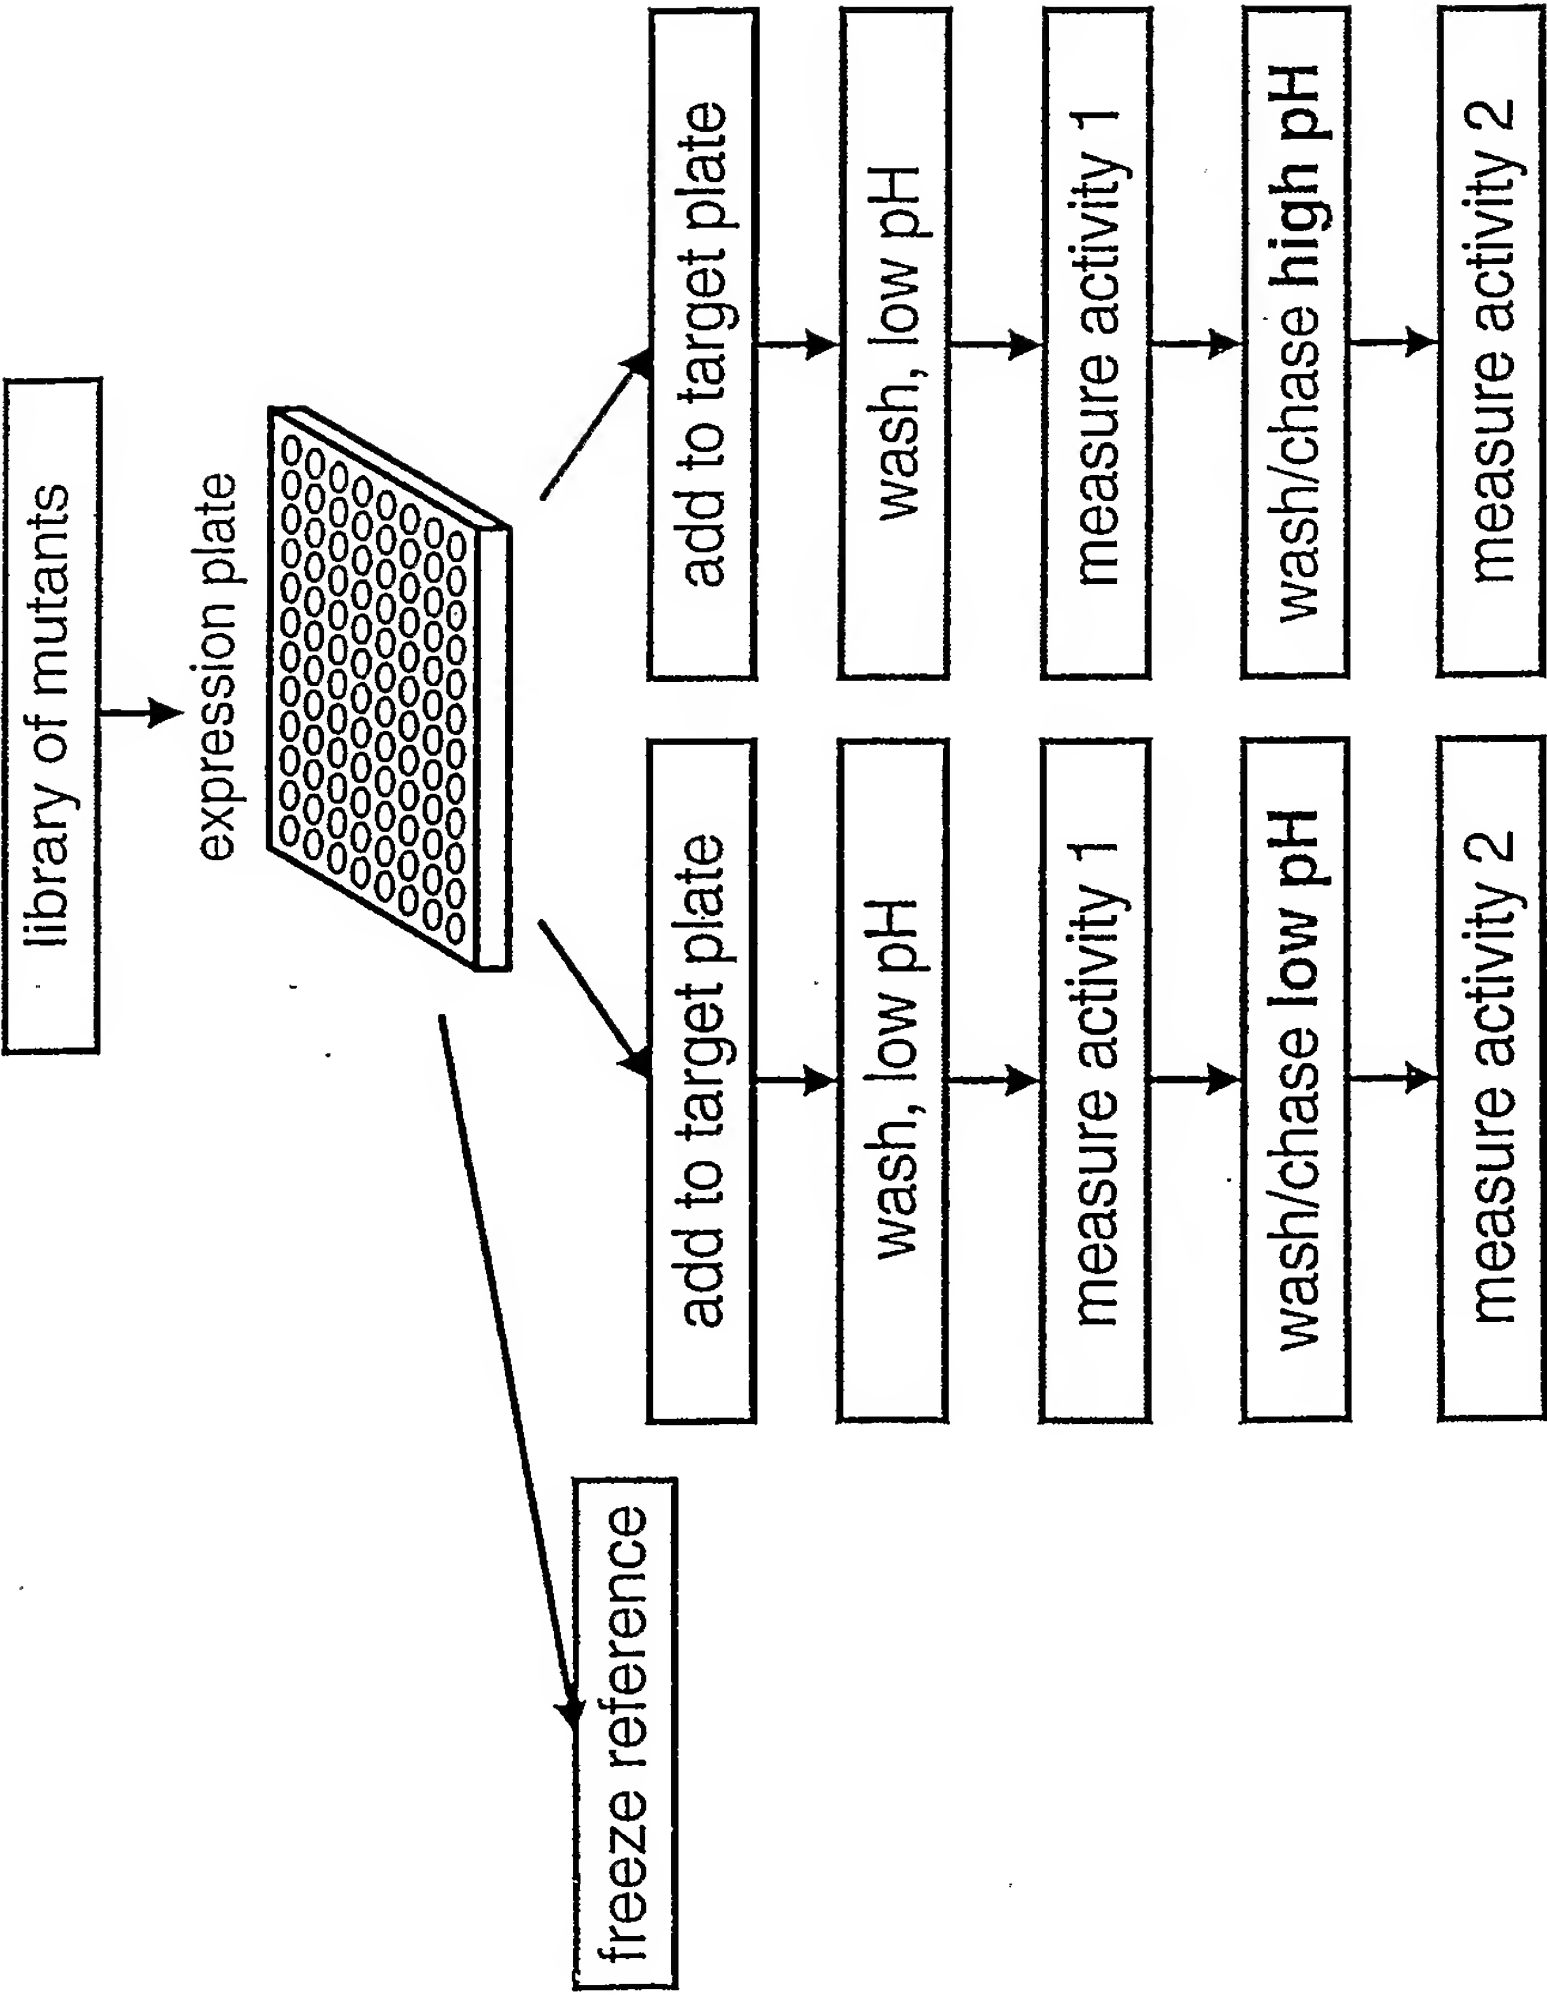 library of mutants
expression plate
freeze reference
add to target plate
wash, low pH
measure activity 1
wash/chase low pH
measure activity 2
add to target plate
wash, low pH
measure activity 1
wash/chase high pH
measure activity 2